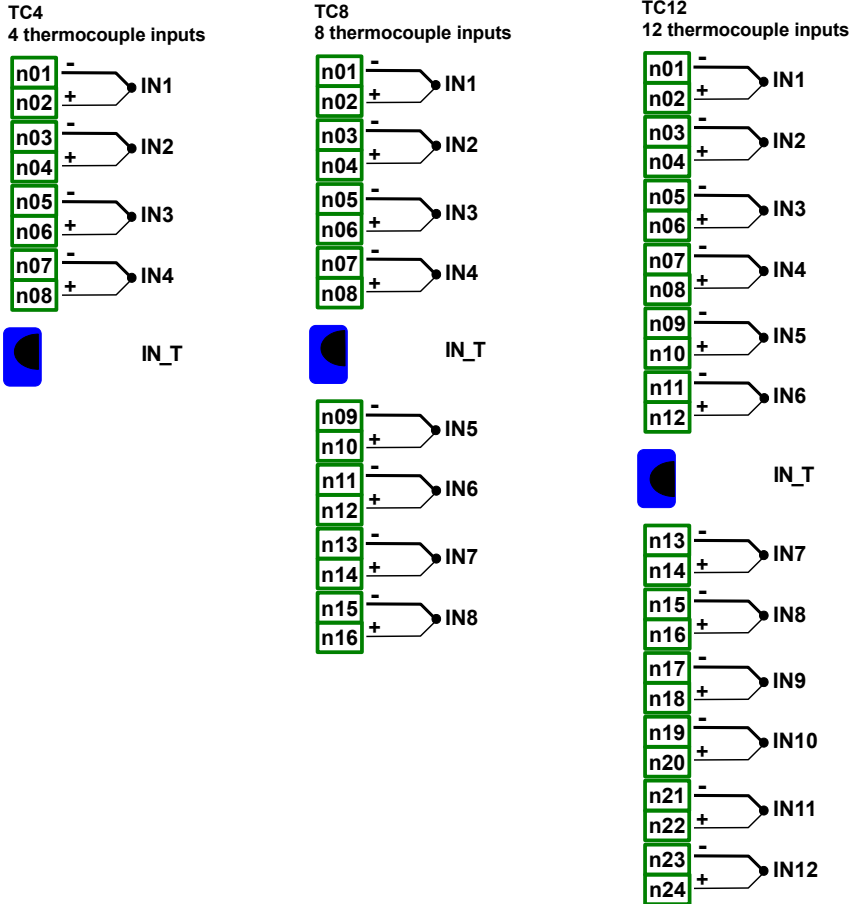 TC4
4 thermocouple inputs
n01 -
n02 +
IN1
n03 -
n04 +
IN2
n05 -
n06 +
IN3
n07 -
n08 +
IN4
IN_T
TC8
8 thermocouple inputs
n01 -
n02 +
IN1
n03 -
n04 +
IN2
n05 -
n06 +
IN3
n07 -
n08 +
IN4
IN_T
n09 -
n10 +
IN5
n11 -
n12 +
IN6
n13 -
n14 +
IN7
n15 -
n16 +
IN8
TC12
12 thermocouple inputs
n01 -
n02 +
IN1
n03 -
n04 +
IN2
n05 -
n06 +
IN3
n07 -
n08 +
IN4
n09 -
n10 +
IN5
n11 -
n12 +
IN6
IN_T
n13 -
n14 +
IN7
n15 -
n16 +
IN8
n17 -
n18 +
IN9
n19 -
n20 +
IN10
n21 -
n22 +
IN11
n23 -
n24 +
IN12